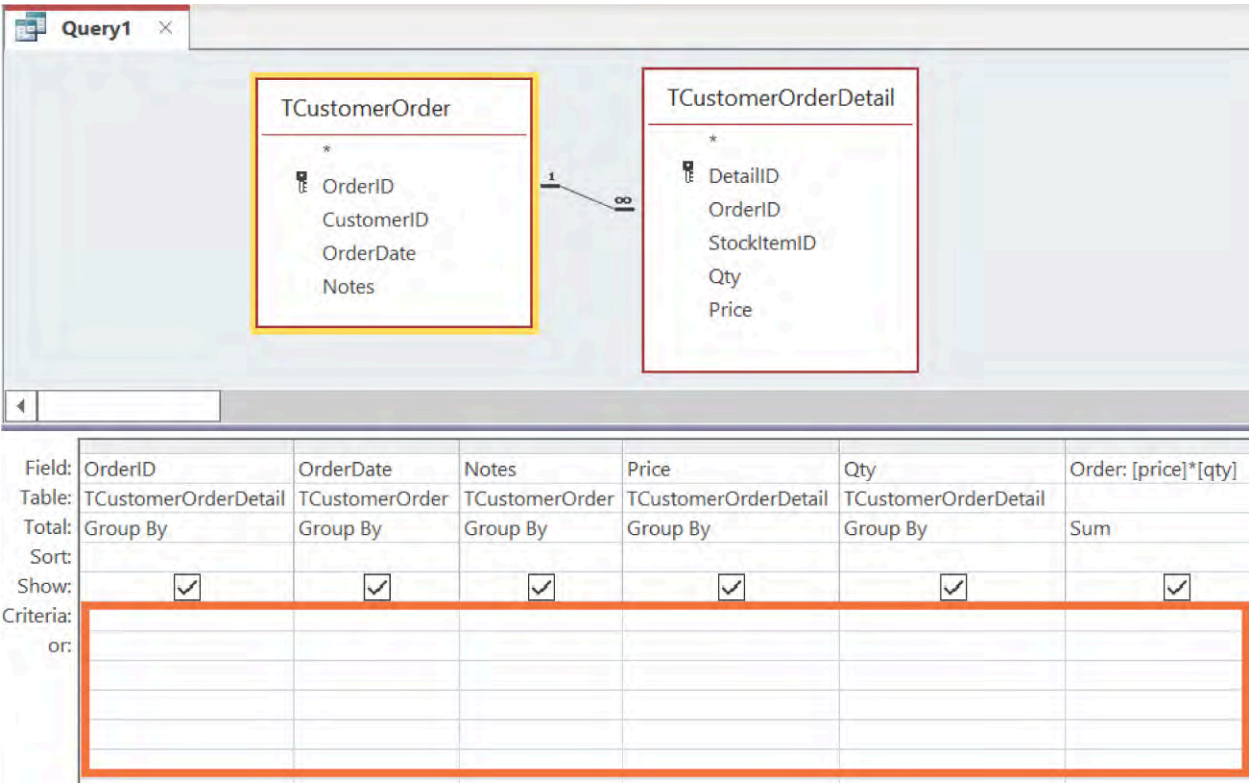 Query1 ×
TCustomerOrder
*
OrderID
CustomerID
OrderDate
Notes
1
∞
TCustomerOrderDetail
*
DetailID
OrderID
StockItemID
Qty
Price
Field: OrderID OrderDate Notes Price Qty Order: [price]*[qty]
Table: TCustomerOrderDetail TCustomerOrder TCustomerOrder TCustomerOrderDetail TCustomerOrderDetail
Total: Group By Group By Group By Group By Group By Sum
Sort:
Show:
Criteria:
or: